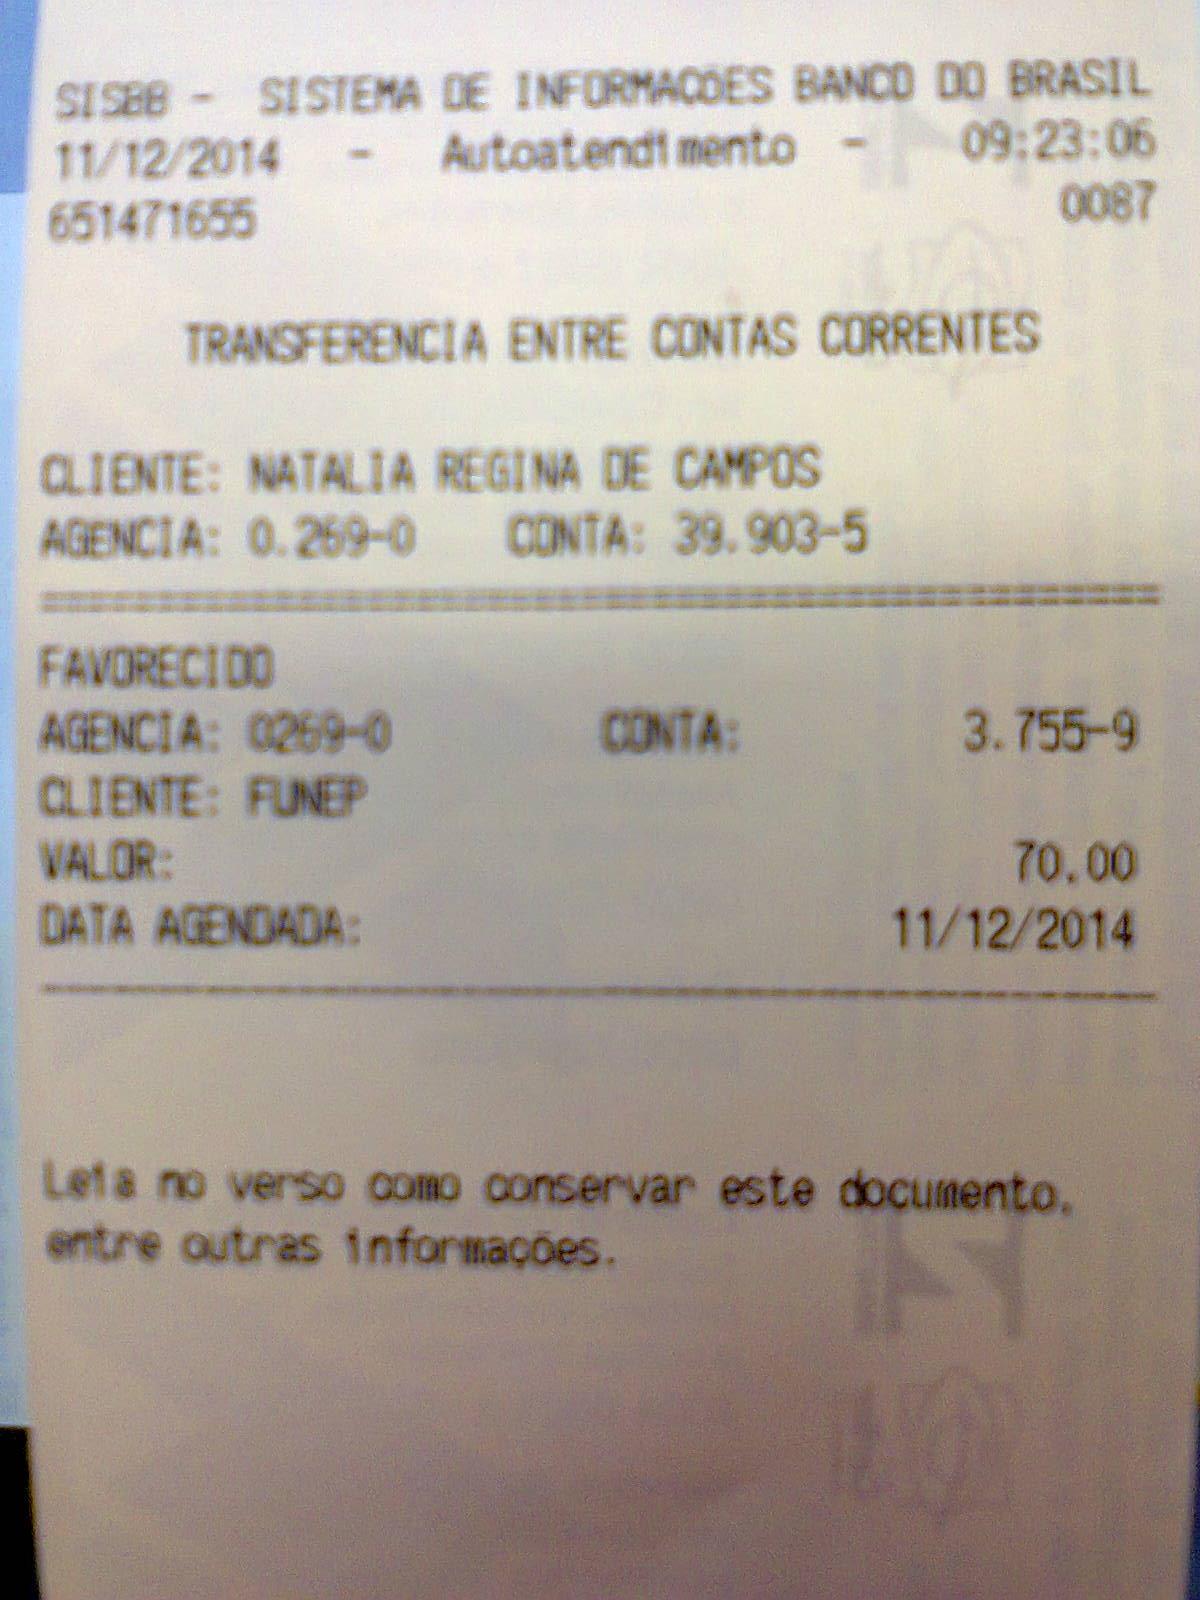 SISBB - SISTEMA DE INFORMACOES BANCO DO BRASIL
11/12/2014 - Autoatendimento - 09:23:06
651471655 0087
TRANSFERENCIA ENTRE CONTAS CORRENTES
CLIENTE: NATALIA REGINA DE CAMPOS
AGENCIA: 0.269-0 CONTA: 39.903-5
================================================
FAVORECIDO
AGENCIA: 0269-0 CONTA: 3.755-9
CLIENTE: FUNEP
VALOR: 70,00
DATA AGENDADA: 11/12/2014
------------------------------------------------
Leia no verso como conservar este documento,
entre outras informações.